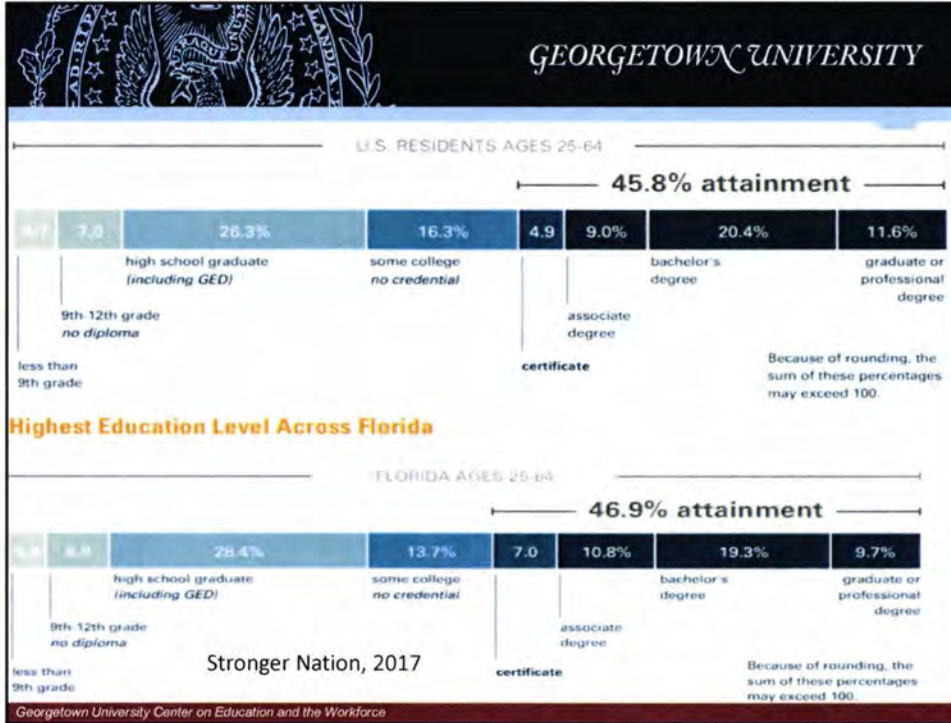 AD REP
TRAQUE UNUM
LANDIA
GEORGETOWN UNIVERSITY
U.S. RESIDENTS AGES 25-64
45.8% attainment
7.0 26.3% 16.3% 4.9 9.0% 20.4% 11.6%
high school graduate
(including GED)
some college
no credential
bachelor's
degree
graduate or
professional
degree
9th-12th grade
no diploma
associate
degree
less than
9th grade
certificate
Because of rounding, the
sum of these percentages
may exceed 100.
Highest Education Level Across Florida
FLORIDA AGES 25-64
46.9% attainment
28.4% 13.7% 7.0 10.8% 19.3% 9.7%
high school graduate
(including GED)
some college
no credential
bachelor's
degree
graduate or
professional
degree
9th-12th grade
no diploma
associate
degree
less than
9th grade
Stronger Nation, 2017
certificate
Because of rounding, the
sum of these percentages
may exceed 100.
Georgetown University Center on Education and the Workforce